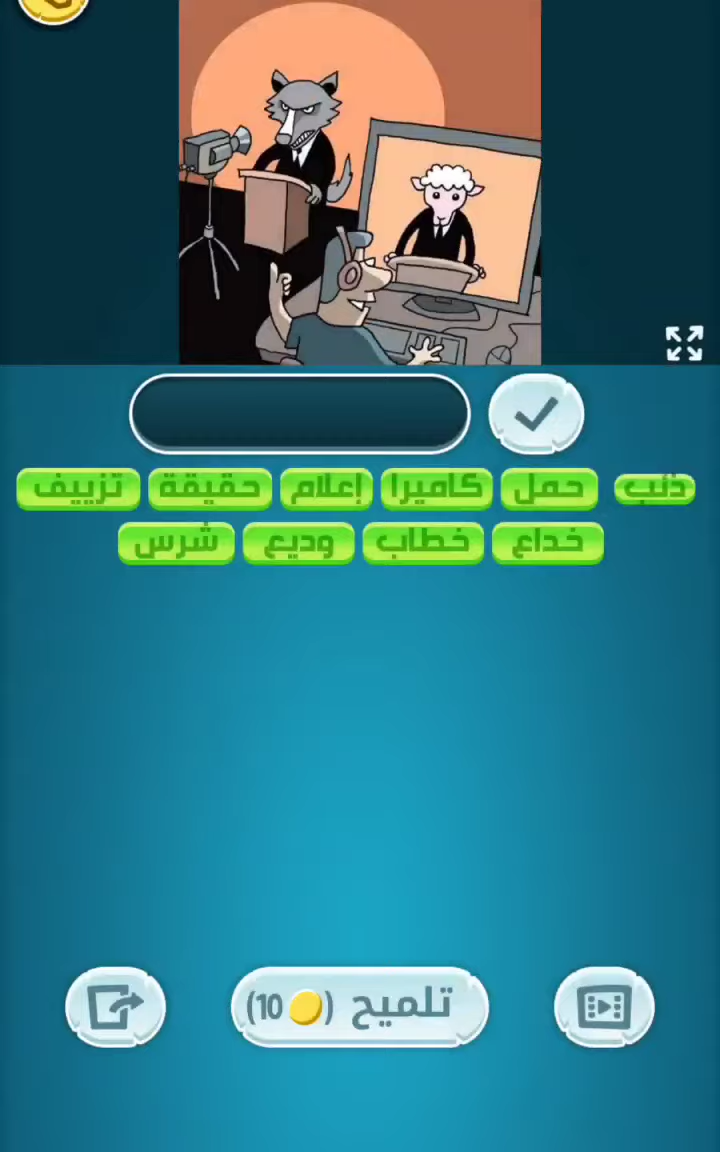 ذئب حمل كاميرا إعلام حقيقة تزييف
خداع خطاب وديع شرس
تلميح (10)